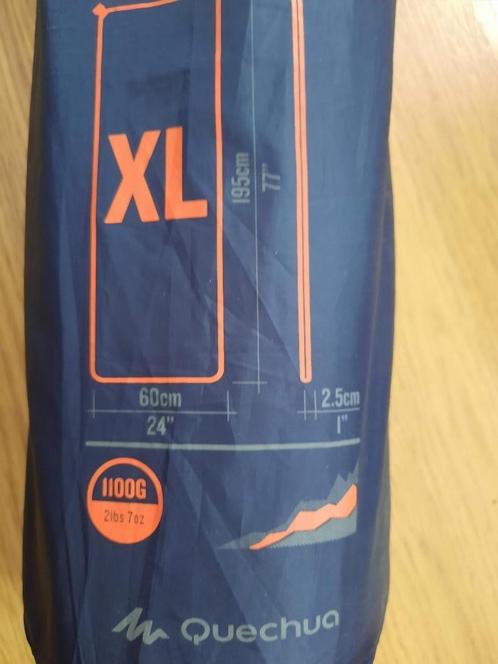 XL
195cm
77"
60cm
24"
2.5cm
1"
1100G
2lbs 7oz
Quechua